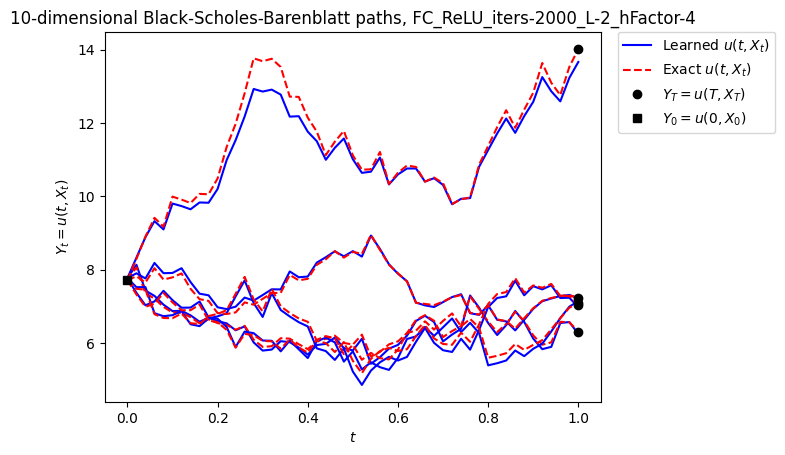 10-dimensional Black-Scholes-Barenblatt paths, FC_ReLU_iters-2000_L-2_hFactor-4
Learned u(t, X_t)
Exact u(t, X_t)
Y_T = u(T, X_T)
Y_0 = u(0, X_0)
Y_t = u(t, X_t)
14
12
10
8
6
0.0 0.2 0.4 0.6 0.8 1.0
t